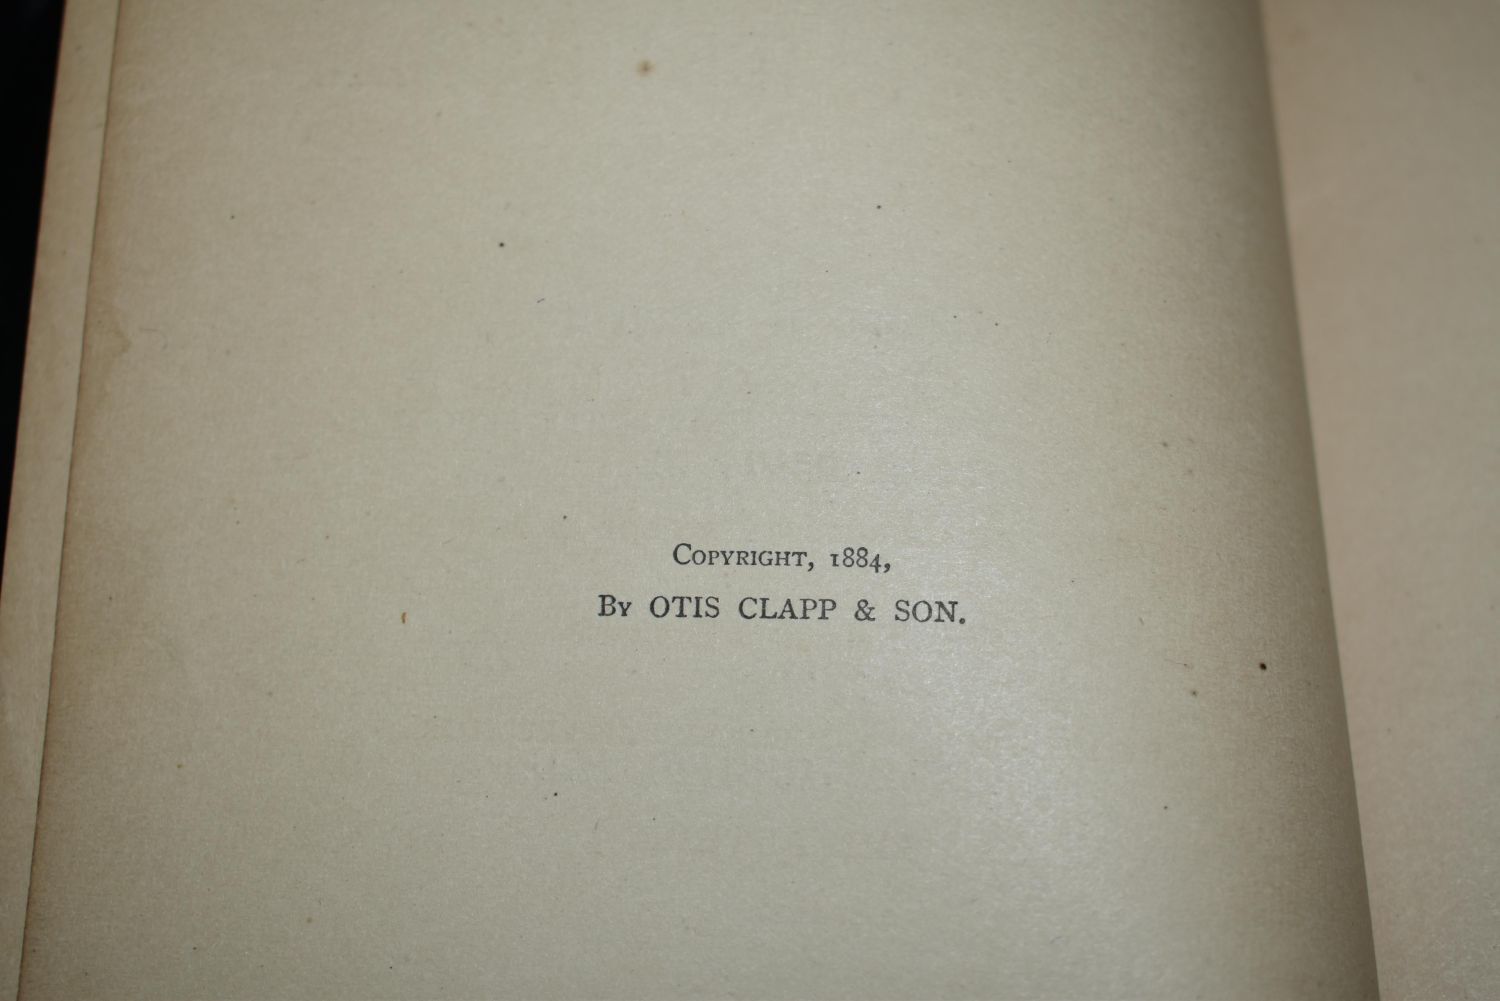 Copyright, 1884,
By OTIS CLAPP & SON.